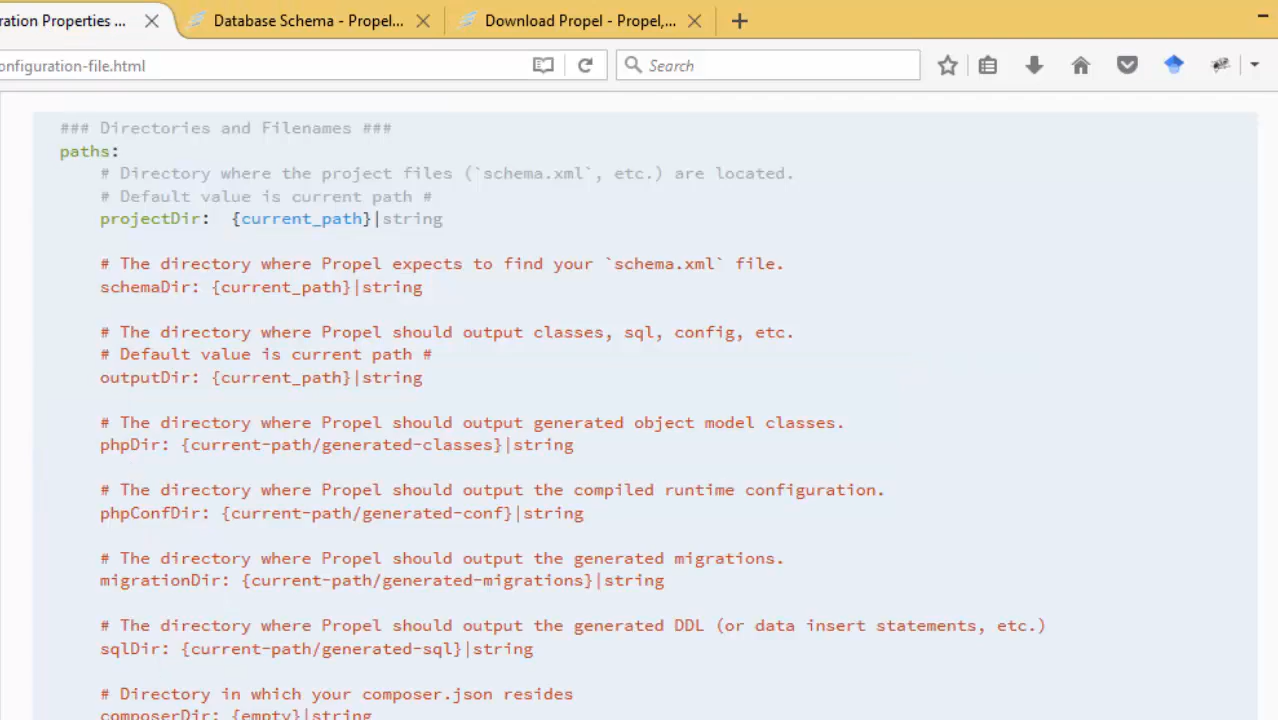 ration Properties ...
Database Schema - Propel...
Download Propel - Propel,...
onfiguration-file.html
Search
### Directories and Filenames ###
paths:
# Directory where the project files (`schema.xml`, etc.) are located.
# Default value is current path #
projectDir:  {current_path}|string
# The directory where Propel expects to find your `schema.xml` file.
schemaDir: {current_path}|string
# The directory where Propel should output classes, sql, config, etc.
# Default value is current path #
outputDir: {current_path}|string
# The directory where Propel should output generated object model classes.
phpDir: {current-path/generated-classes}|string
# The directory where Propel should output the compiled runtime configuration.
phpConfDir: {current-path/generated-conf}|string
# The directory where Propel should output the generated migrations.
migrationDir: {current-path/generated-migrations}|string
# The directory where Propel should output the generated DDL (or data insert statements, etc.)
sqlDir: {current-path/generated-sql}|string
# Directory in which your composer.json resides
composerDir: {empty}|string